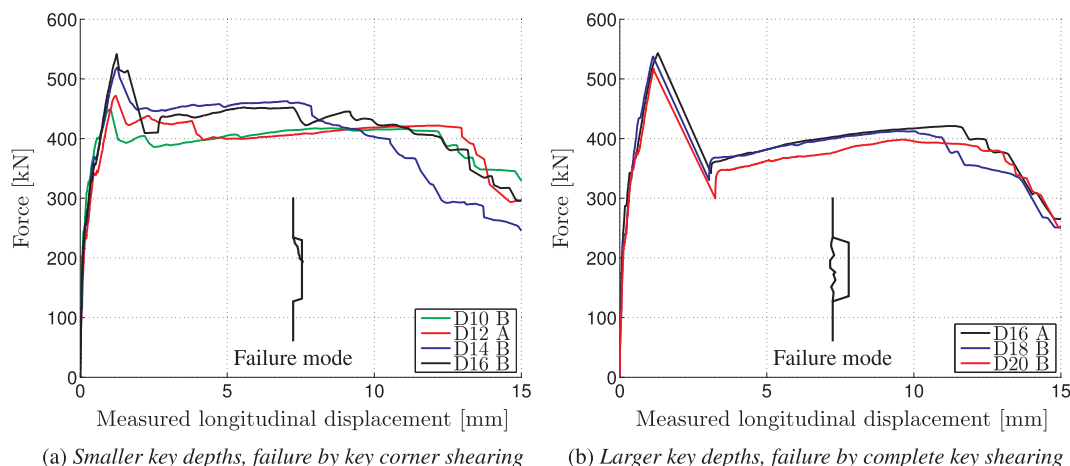 600
500
400
300
200
100
0
Force [kN]
0
5
10
15
Measured longitudinal displacement [mm]
Failure mode
D10 B
D12 A
D14 B
D16 B
(a) Smaller key depths, failure by key corner shearing
600
500
400
300
200
100
0
Force [kN]
0
5
10
15
Measured longitudinal displacement [mm]
Failure mode
D16 A
D18 B
D20 B
(b) Larger key depths, failure by complete key shearing